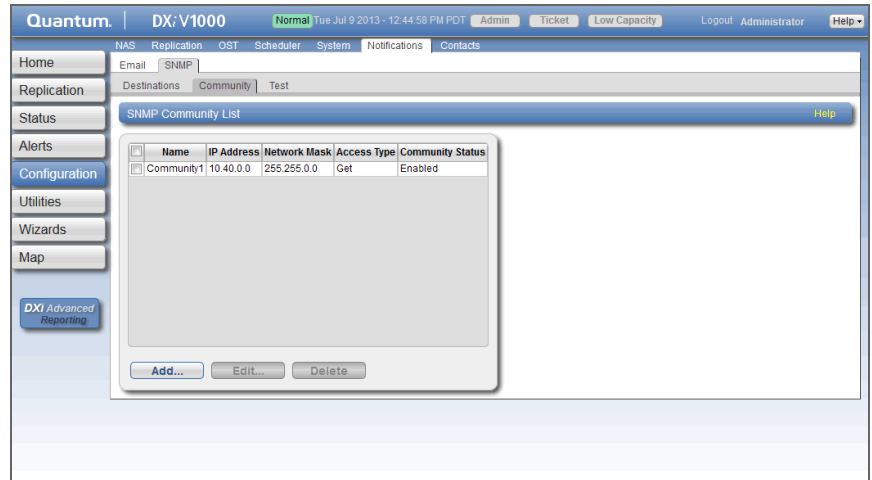 Quantum. DXi V1000 Normal Tue Jul 9 2013 - 12:44:58 PM PDT Admin Ticket Low Capacity Logout Administrator Help
NAS Replication OST Scheduler System Notifications Contacts
Home
Replication
Status
Alerts
Configuration
Utilities
Wizards
Map
DXi Advanced
Reporting
Email SNMP
Destinations Community Test
SNMP Community List Help
Name IP Address Network Mask Access Type Community Status
Community1 10.40.0.0 255.255.0.0 Get Enabled
Add... Edit... Delete